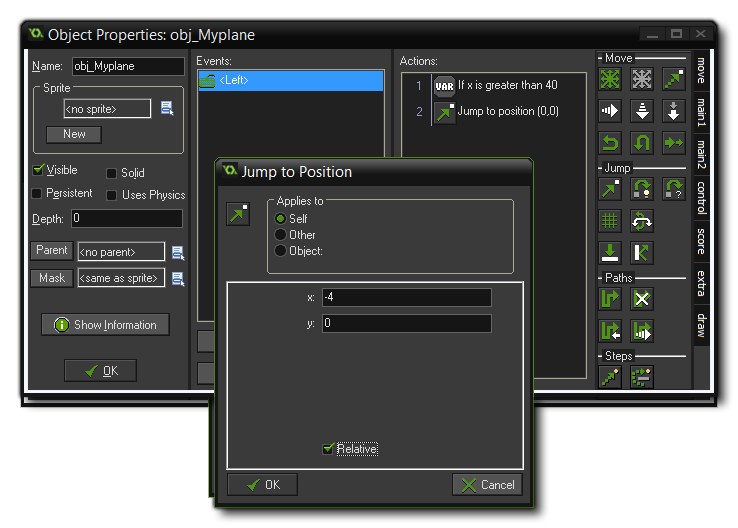 Object Properties: obj_Myplane
Name: obj_Myplane
Sprite
<no sprite>
New
Visible
Solid
Persistent
Uses Physics
Depth: 0
Parent
<no parent>
Mask
<same as sprite>
Show Information
OK
Events:
<Left>
Actions:
1 VAR If x is greater than 40
2 Jump to position (0,0)
Move
Jump
Paths
Steps
move
main1
main2
control
score
extra
draw
Jump to Position
Applies to
Self
Other
Object:
x: -4
y: 0
Relative
OK
Cancel